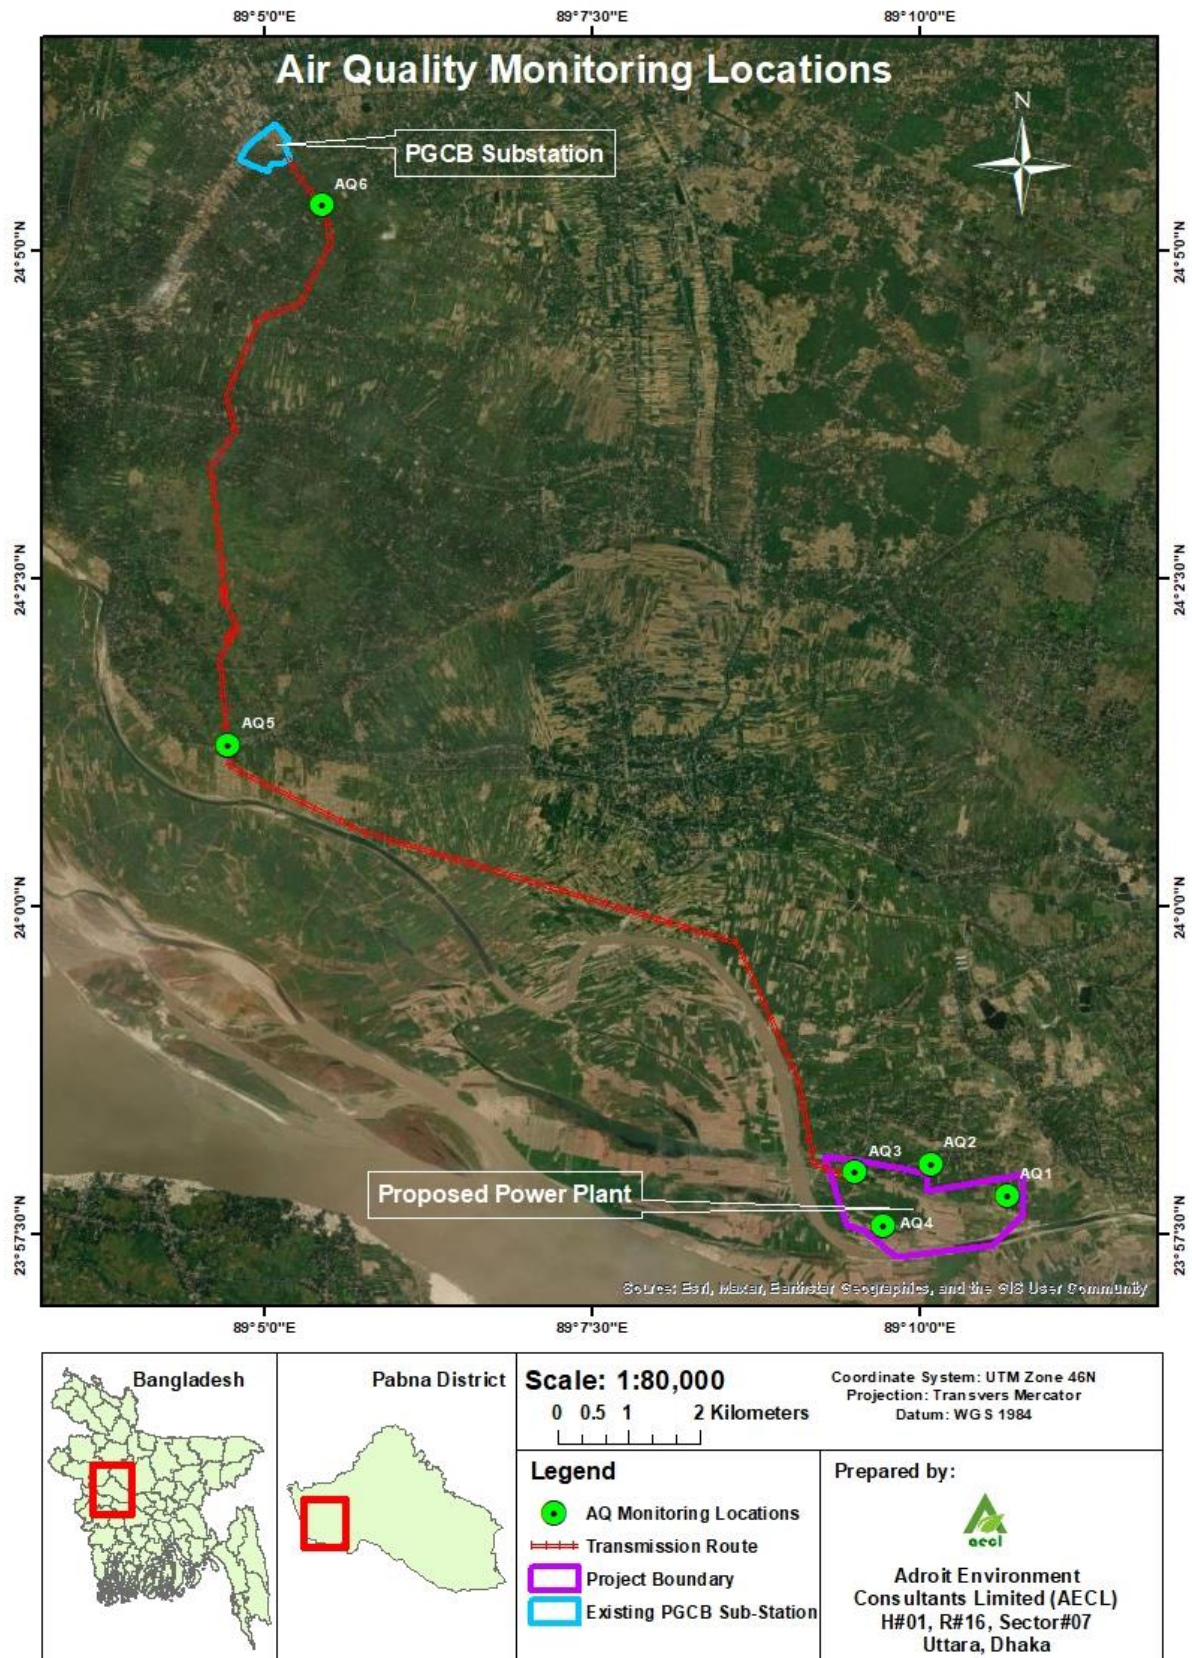 89°5'0"E
89°7'30"E
89°10'0"E
Air Quality Monitoring Locations
N
PGCB Substation
AQ6
24°5'0"N
24°5'0"N
24°2'30"N
24°2'30"N
AQ5
24°0'0"N
24°0'0"N
AQ3
AQ2
AQ1
Proposed Power Plant
AQ4
23°57'30"N
23°57'30"N
Source: Esri, Maxar, Earthstar Geographics, and the GIS User Community
89°5'0"E
89°7'30"E
89°10'0"E
Bangladesh
Pabna District
Scale: 1:80,000
0 0.5 1 2 Kilometers
Coordinate System: UTM Zone 46N
Projection: Transvers Mercator
Datum: WGS 1984
Legend
AQ Monitoring Locations
Transmission Route
Project Boundary
Existing PGCB Sub-Station
Prepared by:
aecl
Adroit Environment
Consultants Limited (AECL)
H#01, R#16, Sector#07
Uttara, Dhaka